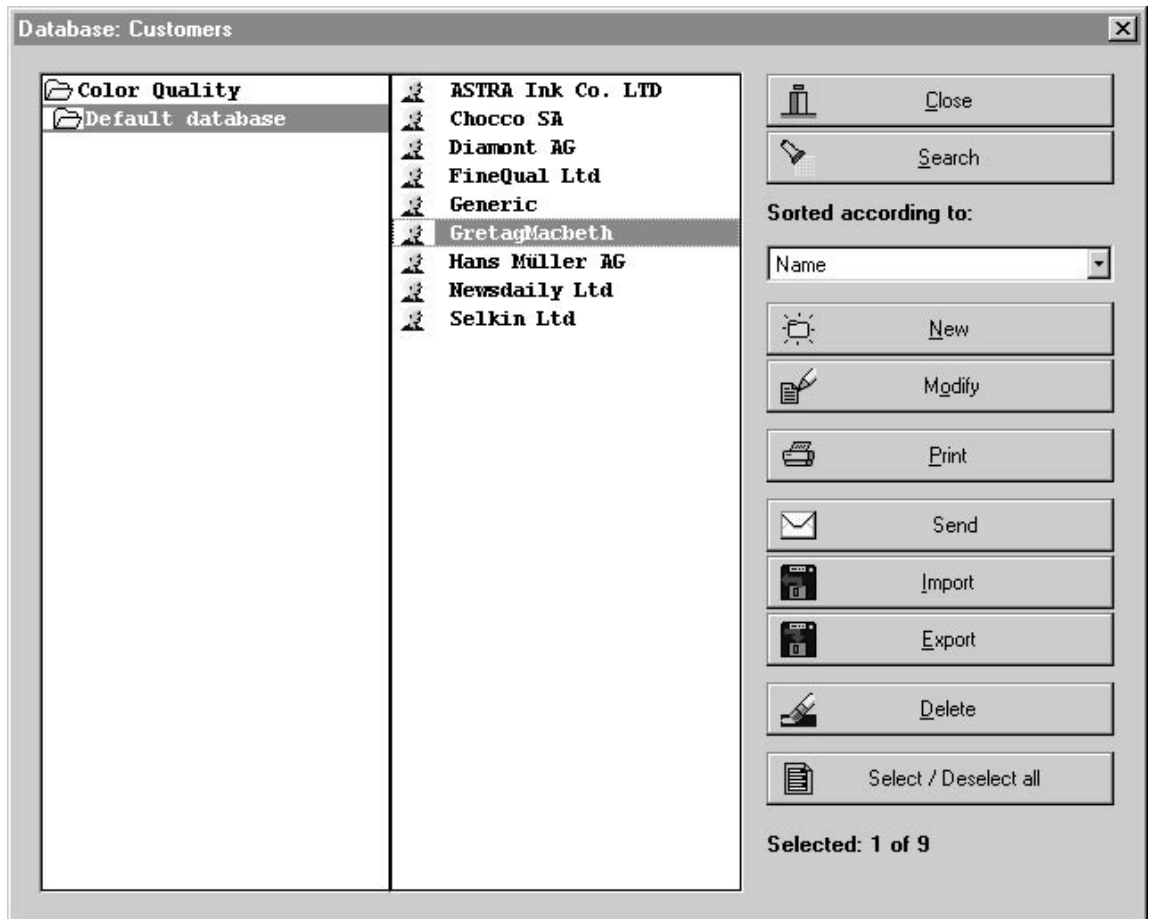 Database: Customers
Color Quality
Default database
ASTRA Ink Co. LTD
Chocco SA
Diamont AG
FineQual Ltd
Generic
GretagMacbeth
Hans Müller AG
Newsdaily Ltd
Selkin Ltd
Close
Search
Sorted according to:
Name
New
Modify
Print
Send
Import
Export
Delete
Select / Deselect all
Selected: 1 of 9